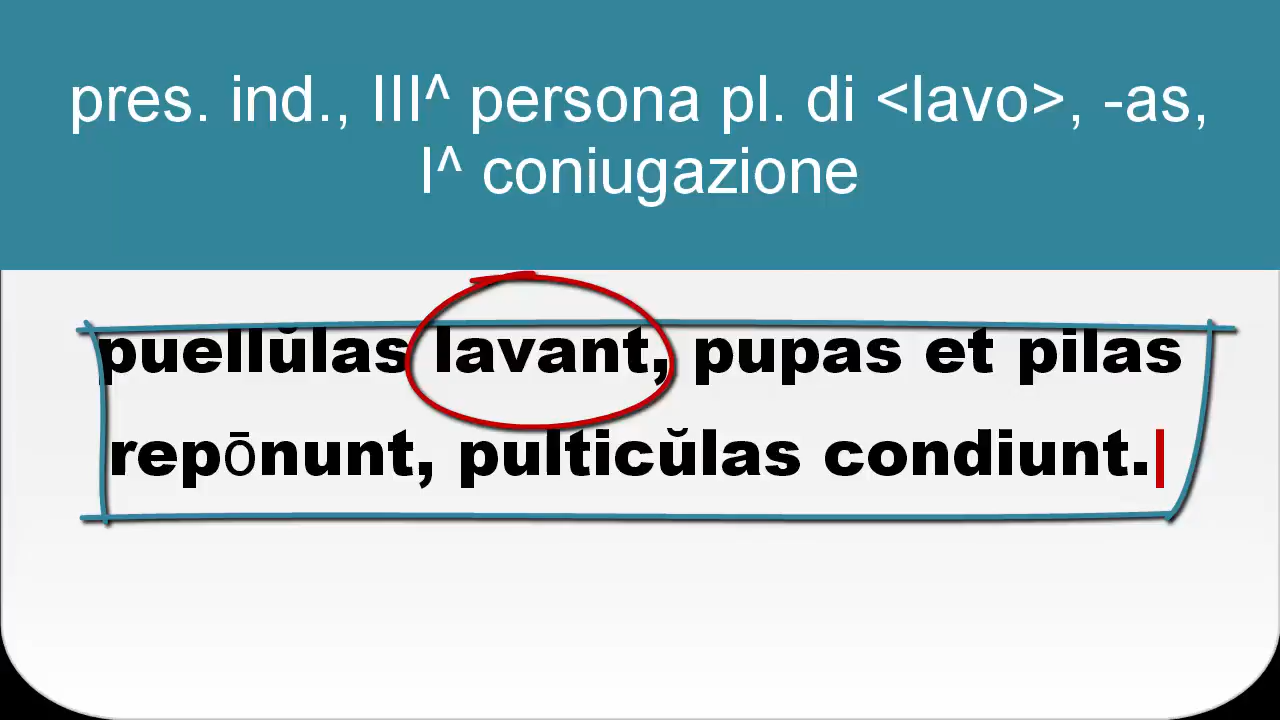 pres. ind., III^ persona pl. di <lavo>, -as,
I^ coniugazione
puellŭlas lavant, pupas et pilas
repōnunt, pulticŭlas condiunt.